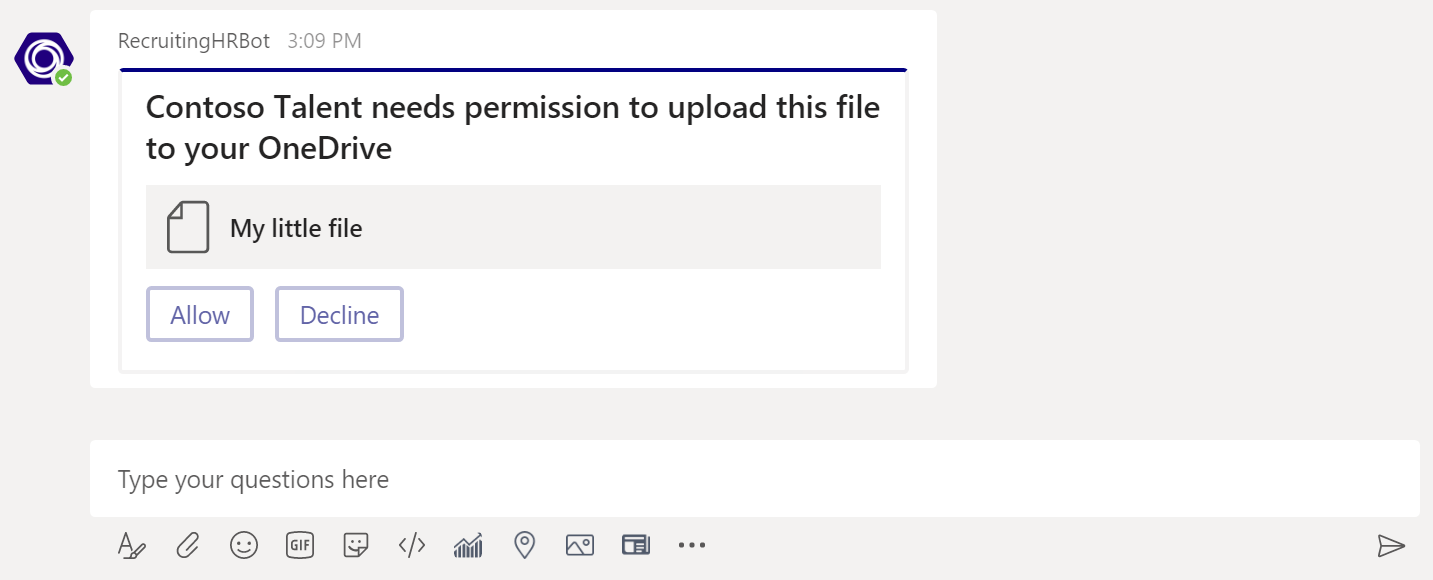 RecruitingHRBot 3:09 PM
Contoso Talent needs permission to upload this file
to your OneDrive
My little file
Allow Decline
Type your questions here
GIF